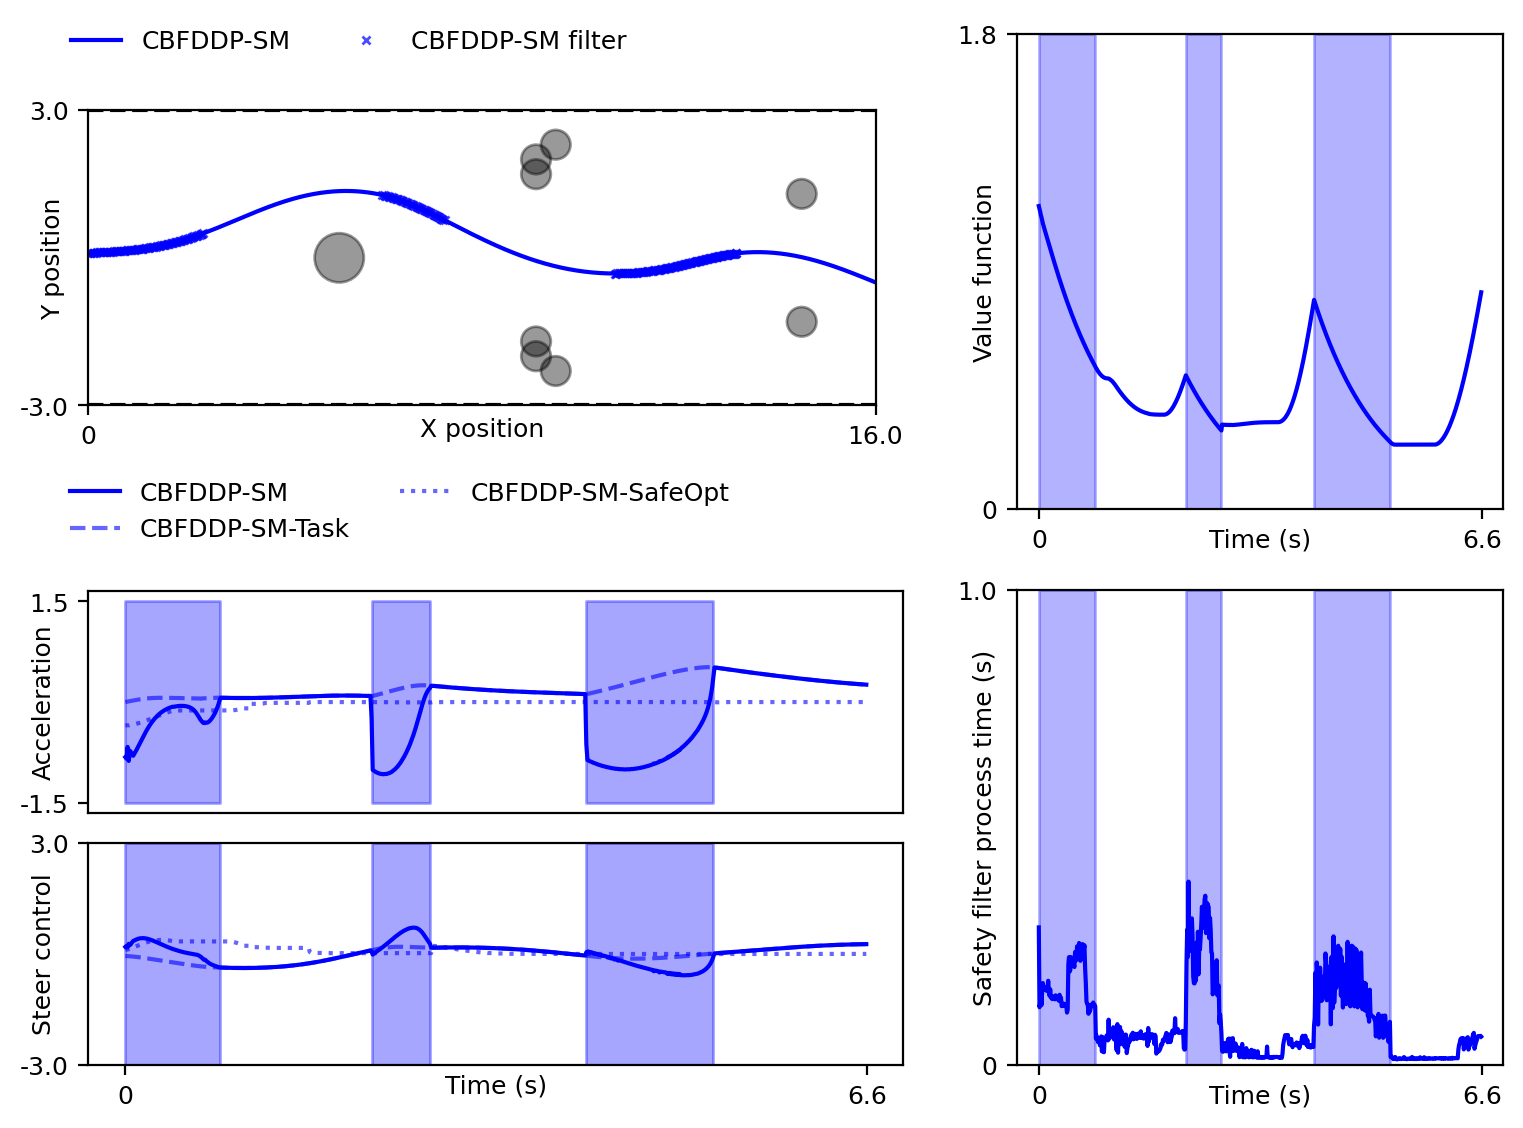 CBFDDP-SM
CBFDDP-SM filter
3.0
Y position
-3.0
0
X position
16.0
1.8
Value function
0
0
Time (s)
6.6
CBFDDP-SM
CBFDDP-SM-SafeOpt
CBFDDP-SM-Task
1.5
Acceleration
-1.5
3.0
Steer control
-3.0
0
Time (s)
6.6
1.0
Safety filter process time (s)
0
0
Time (s)
6.6